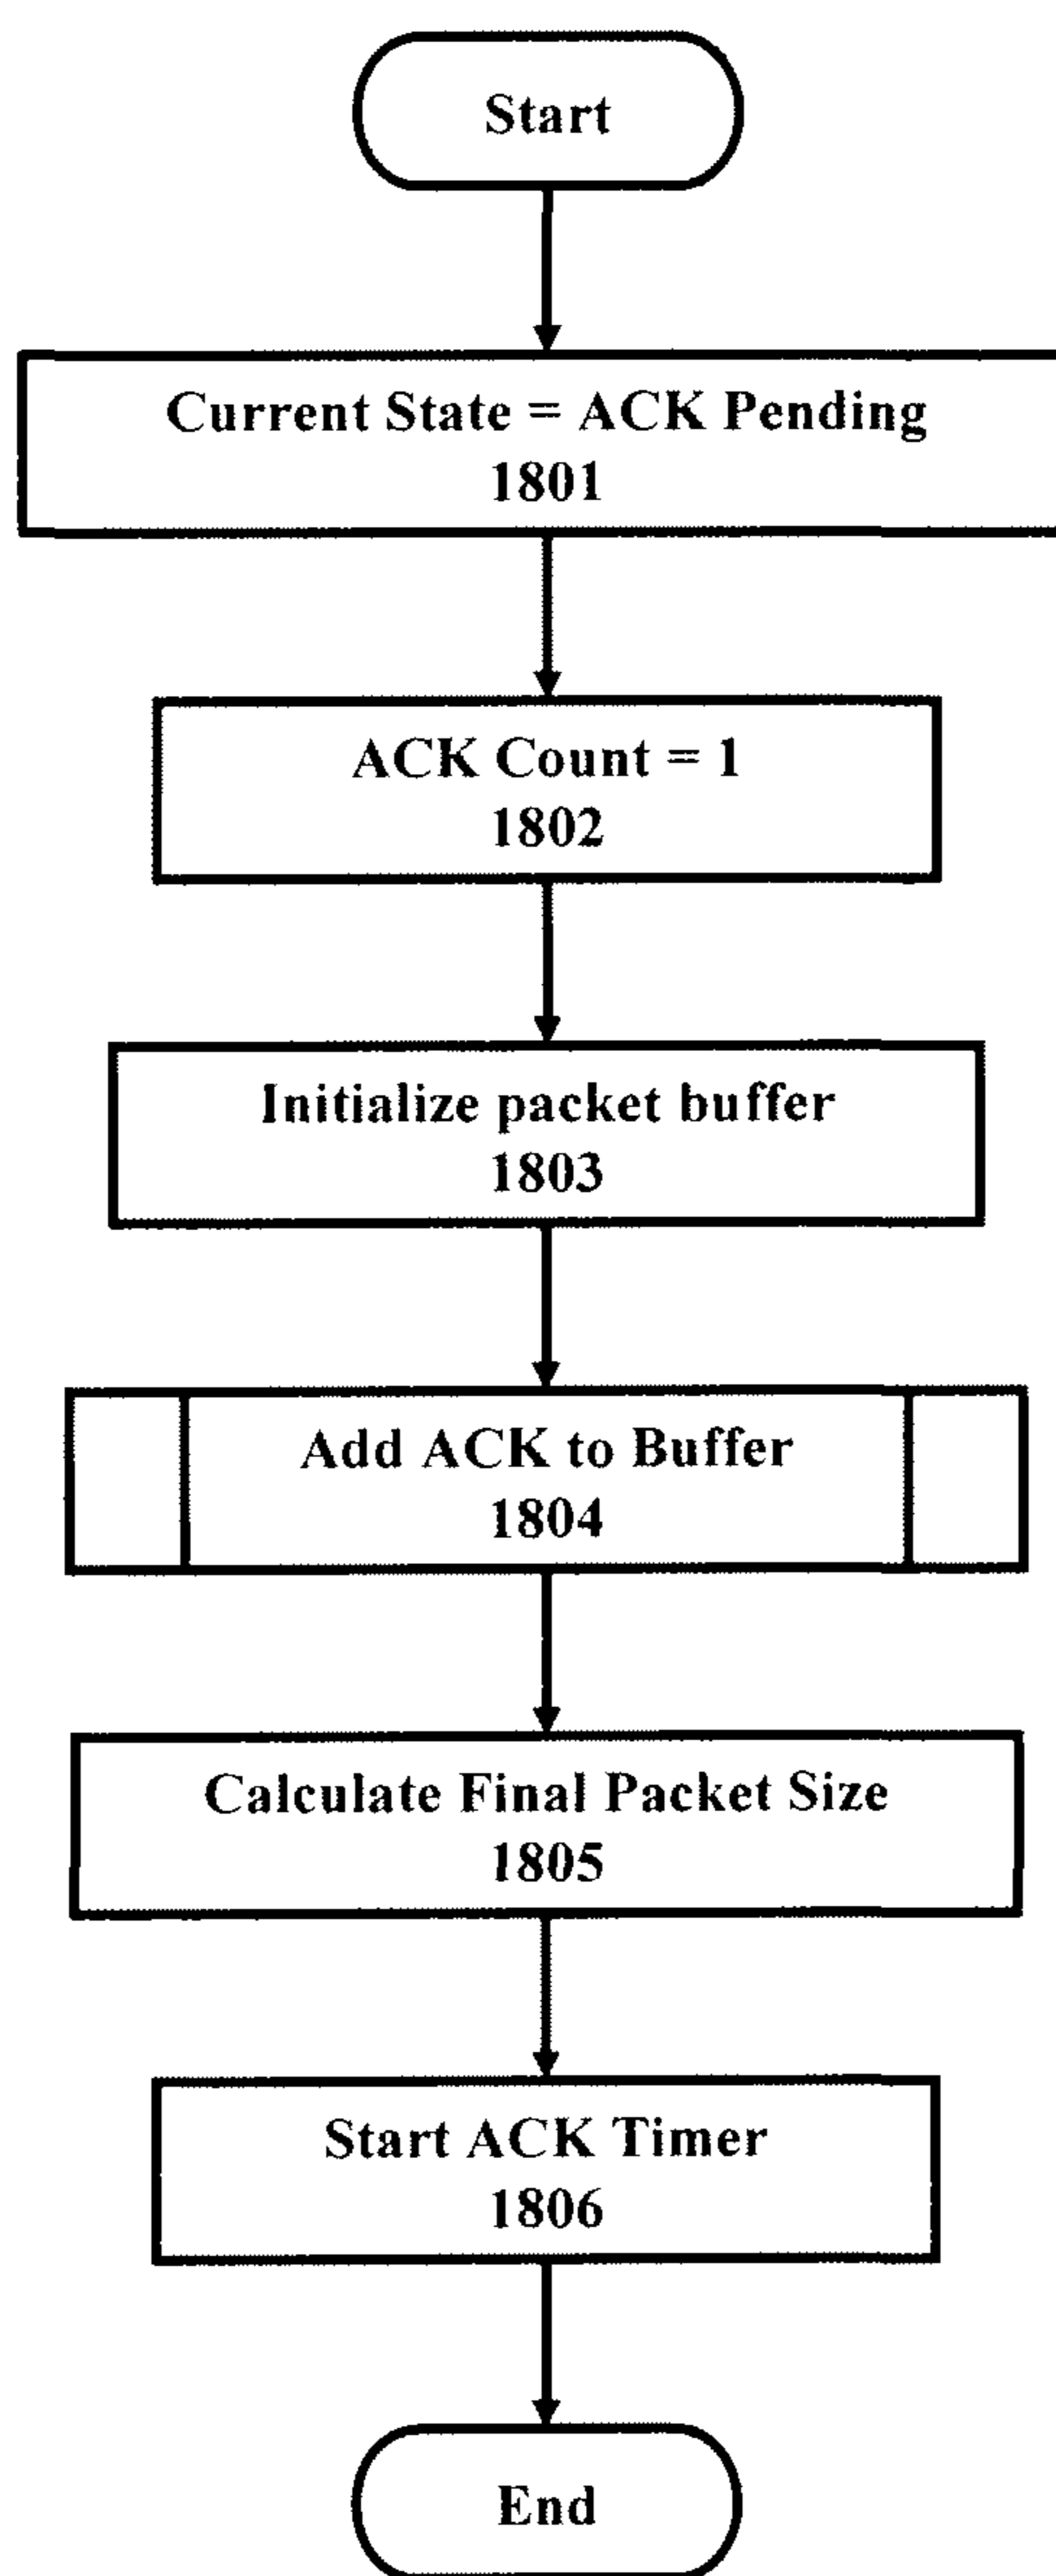 Start
Current State = ACK Pending
1801
ACK Count = 1
1802
Initialize packet buffer
1803
Add ACK to Buffer
1804
Calculate Final Packet Size
1805
Start ACK Timer
1806
End